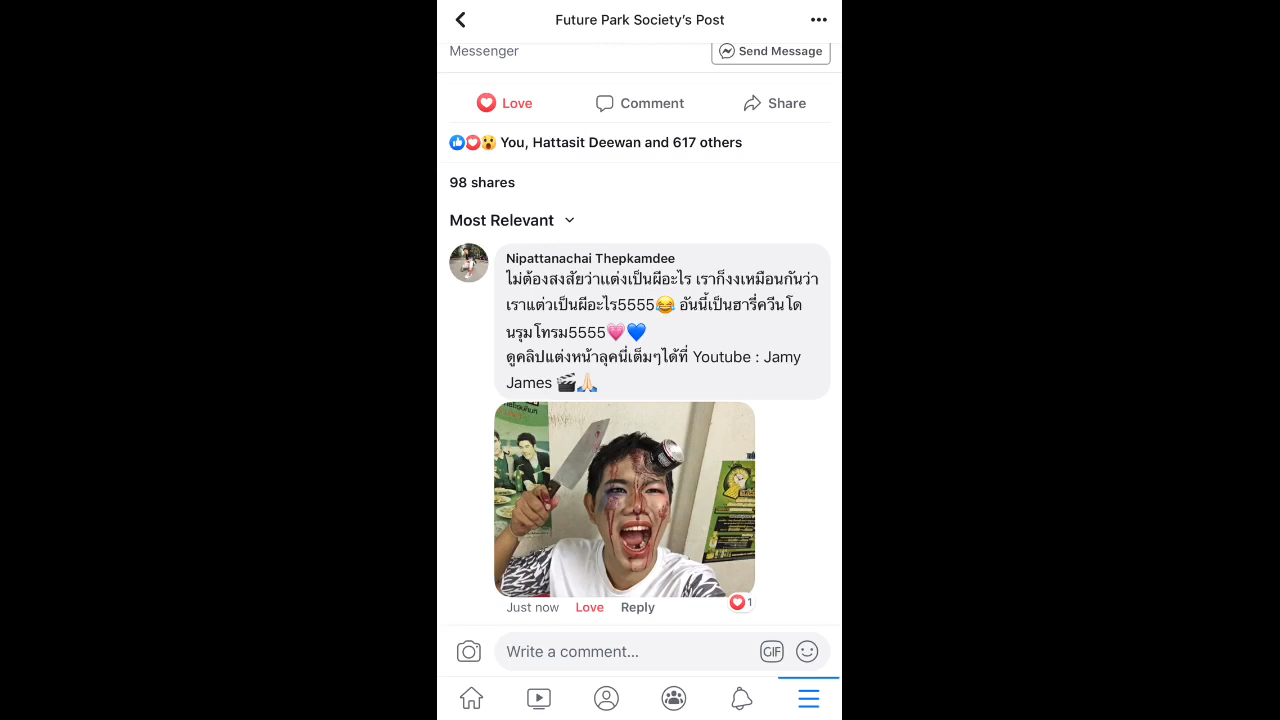 Future Park Society's Post
Messenger
Send Message
Love
Comment
Share
You, Hattasit Deewan and 617 others
98 shares
Most Relevant
Nipattanachai Thepkamdee
ไม่ต้องสงสัยว่าแต่งเป็นผีอะไร เราก็งงเหมือนกันว่า
เราแต่วเป็นผีอะไร5555😂 อันนี้เป็นฮารี่ควีนโด
นรุมโทรม5555💗💙
ดูคลิปแต่งหน้าลุคนี่เต็มๆได้ที่ Youtube : Jamy
James 🎬🙏🏻
Just now
Love
Reply
1
Write a comment...
GIF